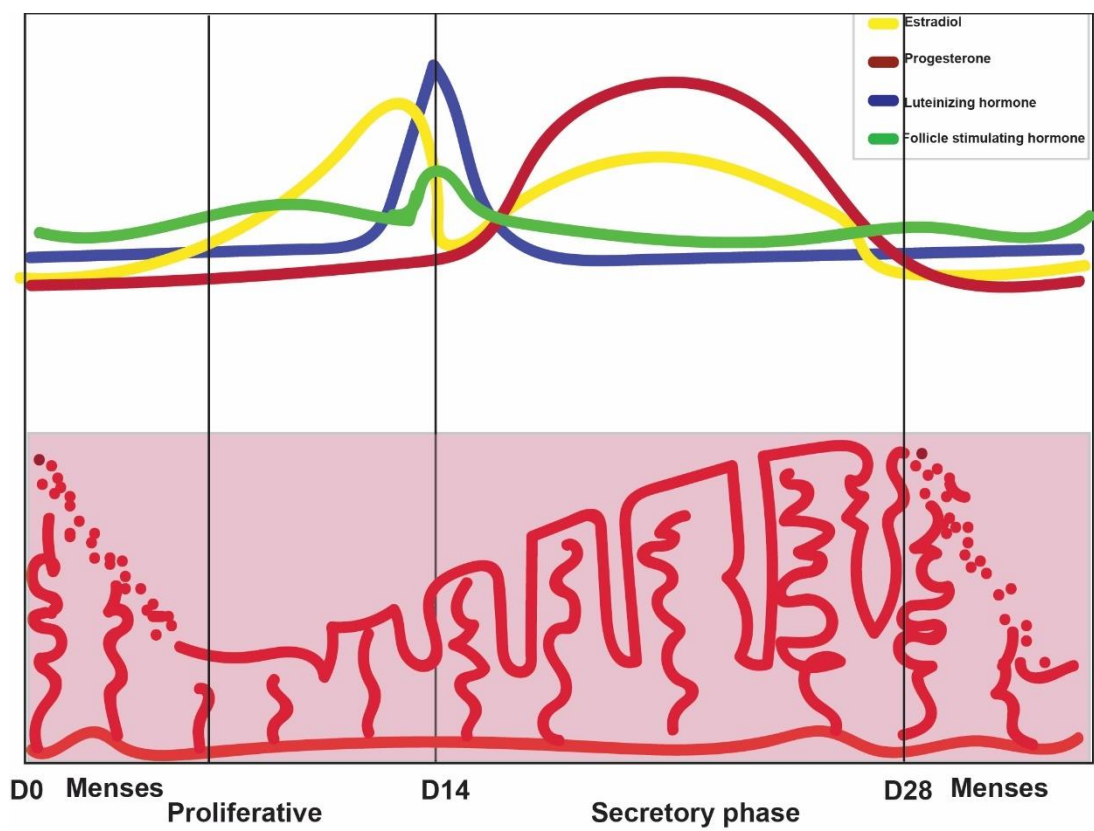 Estradiol
Progesterone
Luteinizing hormone
Follicle stimulating hormone
D0 Menses D14 D28 Menses
Proliferative Secretory phase